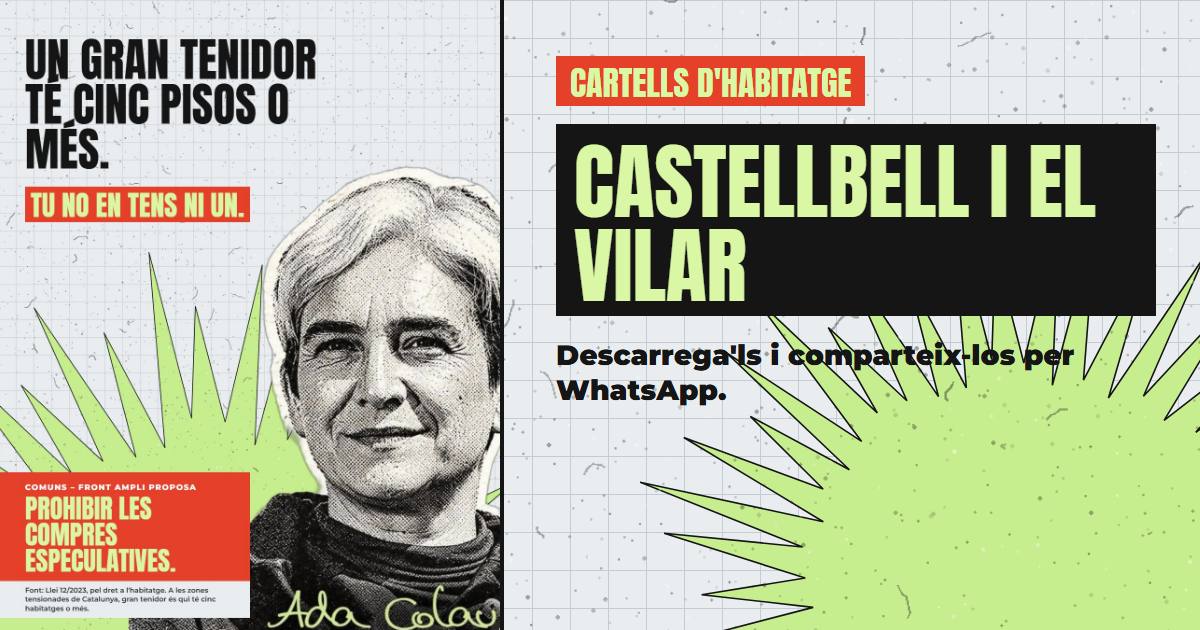 UN GRAN TENIDOR
TÉ CINC PISOS O
MÉS.
TU NO EN TENS NI UN.
COMUNS – FRONT AMPLI PROPOSA
PROHIBIR LES
COMPRES
ESPECULATIVES.
Font: Llei 12/2023, pel dret a l'habitatge. A les zones
tensionades de Catalunya, gran tenidor és qui té cinc
habitatges o més.
Ada Colau
CARTELLS D'HABITATGE
CASTELLBELL I EL
VILAR
Descarrega'ls i comparteix-los per
WhatsApp.